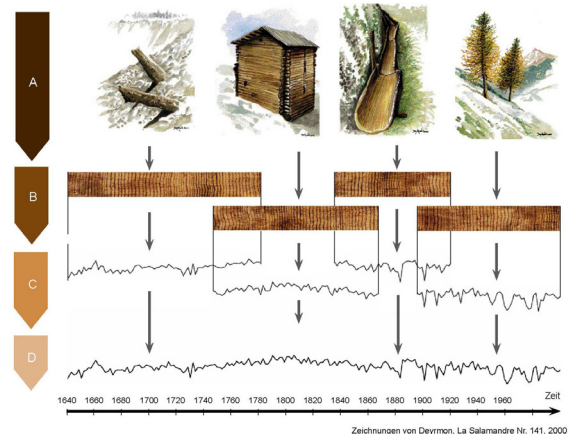 A
B
C
D
1640 1660 1700 1720 1740 1760 1780 1800 1820 1840 1860 1880 1900 1920 1940 1960 Zeit
Zeichnungen von Deyrmon, La Salamandre Nr. 141, 2000